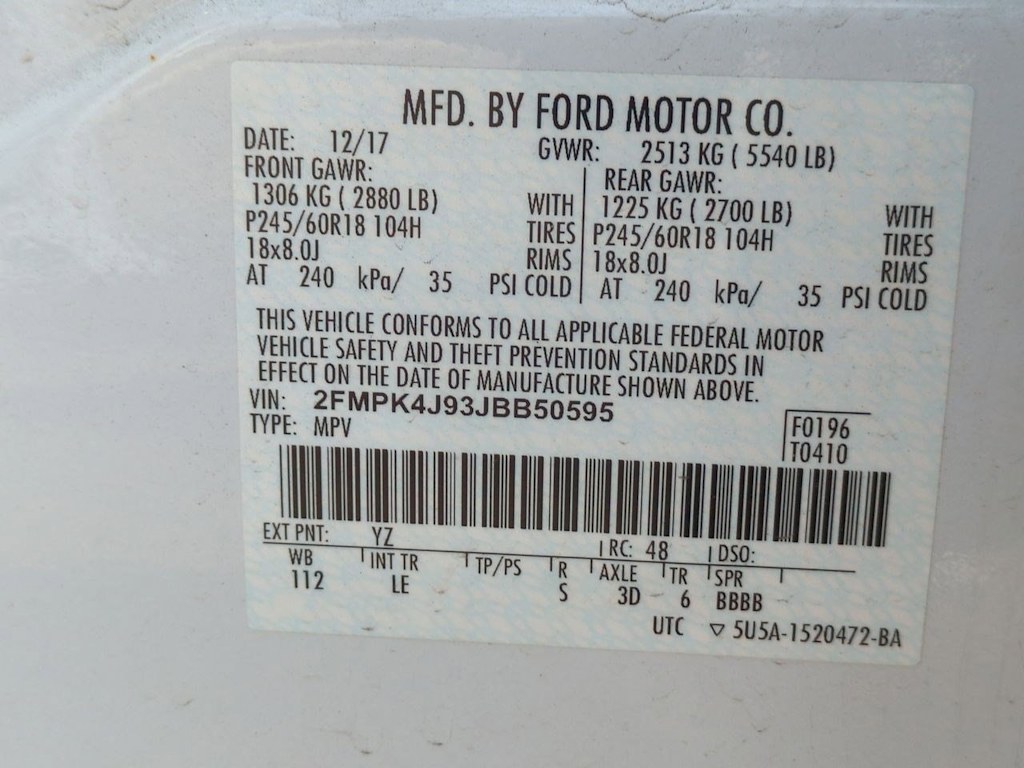 MFD. BY FORD MOTOR CO.
DATE: 12/17 GVWR: 2513 KG ( 5540 LB)
FRONT GAWR: REAR GAWR:
1306 KG ( 2880 LB) WITH 1225 KG ( 2700 LB) WITH
P245/60R18 104H TIRES P245/60R18 104H TIRES
18x8.0J RIMS 18x8.0J RIMS
AT 240 kPa/ 35 PSI COLD AT 240 kPa/ 35 PSI COLD
THIS VEHICLE CONFORMS TO ALL APPLICABLE FEDERAL MOTOR
VEHICLE SAFETY AND THEFT PREVENTION STANDARDS IN
EFFECT ON THE DATE OF MANUFACTURE SHOWN ABOVE.
VIN: 2FMPK4J93JBB50595
TYPE: MPV
F0196
T0410
EXT PNT: YZ RC: 48 DSO:
WB INT TR TP/PS R AXLE TR SPR
112 LE S 3D 6 BBBB
UTC ▽ 5U5A-1520472-BA